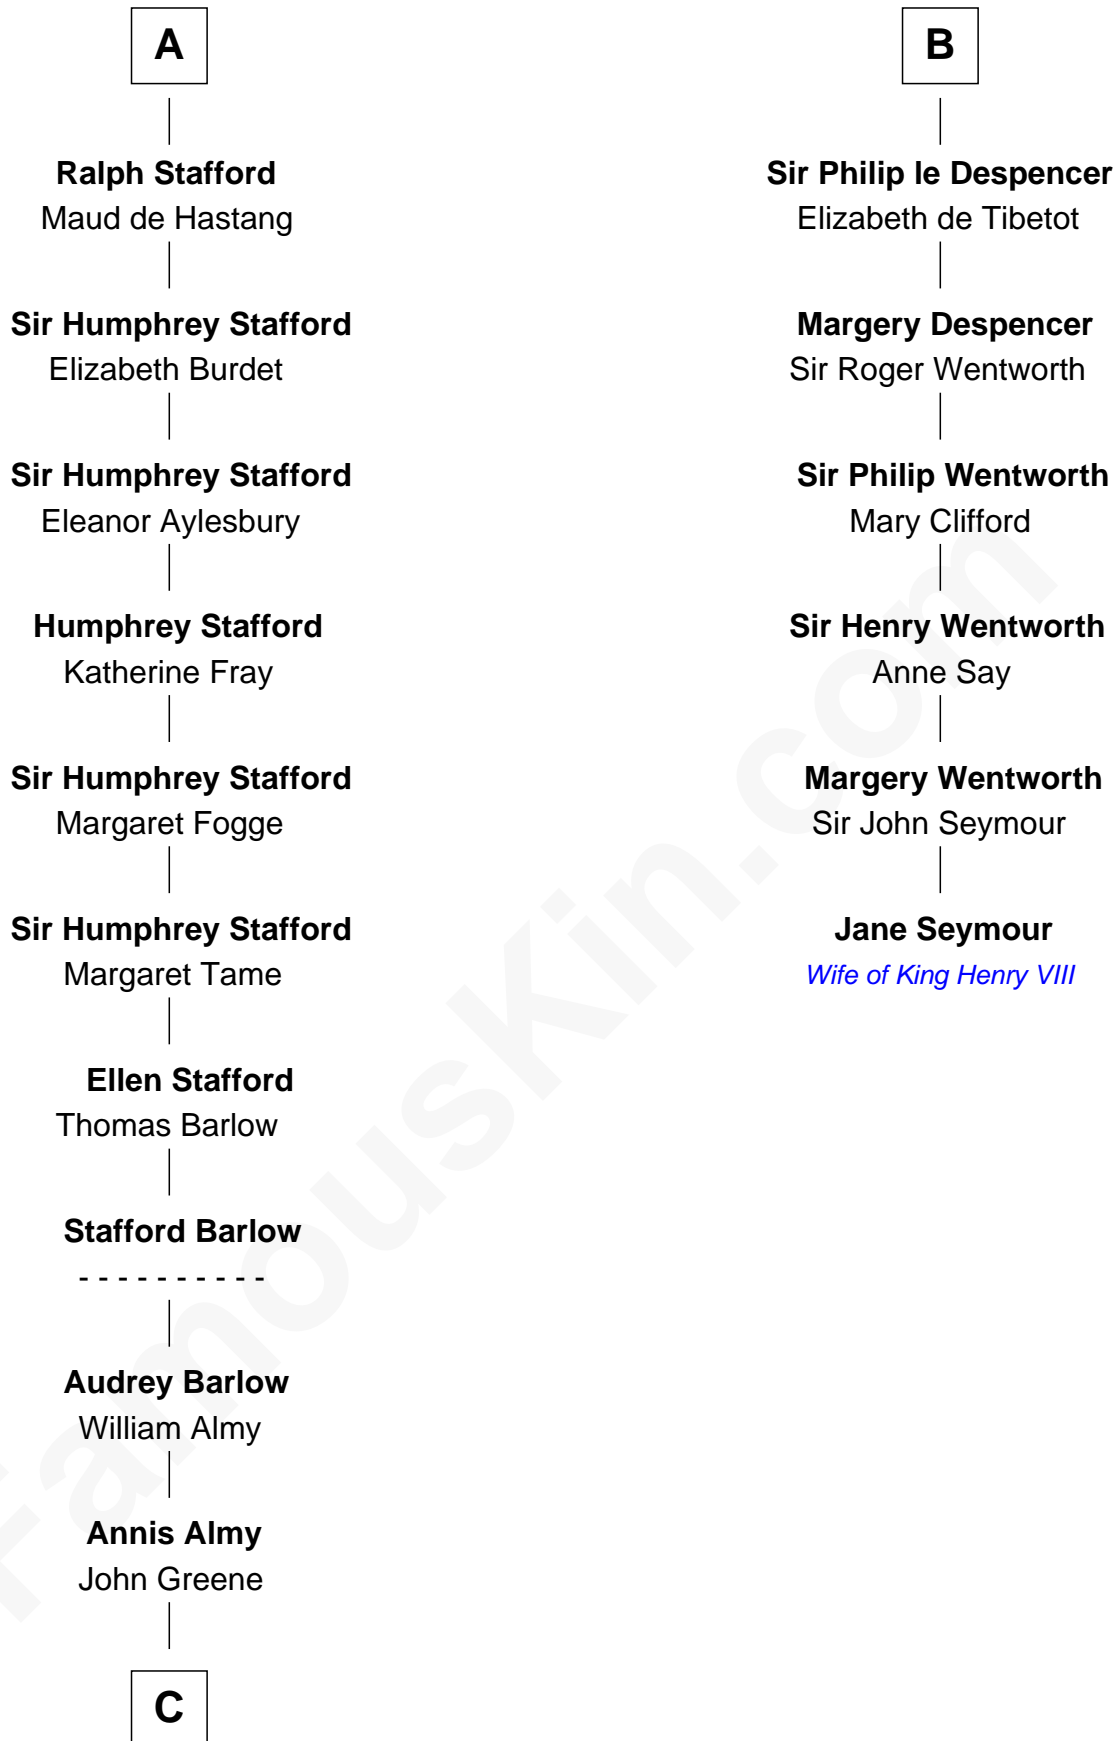 A
Ralph Stafford
Maud de Hastang
Sir Humphrey Stafford
Elizabeth Burdet
Sir Humphrey Stafford
Eleanor Aylesbury
Humphrey Stafford
Katherine Fray
Sir Humphrey Stafford
Margaret Fogge
Sir Humphrey Stafford
Margaret Tame
Ellen Stafford
Thomas Barlow
Stafford Barlow
- - - - - - - - - -
Audrey Barlow
William Almy
Annis Almy
John Greene
C
B
Sir Philip le Despencer
Elizabeth de Tibetot
Margery Despencer
Sir Roger Wentworth
Sir Philip Wentworth
Mary Clifford
Sir Henry Wentworth
Anne Say
Margery Wentworth
Sir John Seymour
Jane Seymour
Wife of King Henry VIII
FamousKin.com